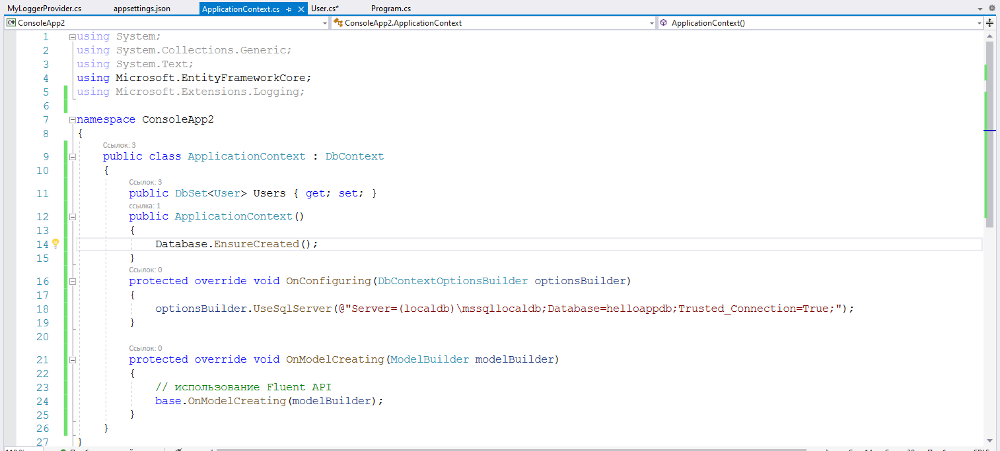 MyLoggerProvider.cs appsettings.json ApplicationContext.cs User.cs* Program.cs
C# ConsoleApp2 ConsoleApp2.ApplicationContext ApplicationContext()
1 using System;
2 using System.Collections.Generic;
3 using System.Text;
4 using Microsoft.EntityFrameworkCore;
5 using Microsoft.Extensions.Logging;
6
7 namespace ConsoleApp2
8 {
Ссылок: 3
9 public class ApplicationContext : DbContext
10 {
Ссылок: 3
11 public DbSet<User> Users { get; set; }
ссылка: 1
12 public ApplicationContext()
13 {
14 Database.EnsureCreated();
15 }
Ссылок: 0
16 protected override void OnConfiguring(DbContextOptionsBuilder optionsBuilder)
17 {
18 optionsBuilder.UseSqlServer(@"Server=(localdb)\mssqllocaldb;Database=helloappdb;Trusted_Connection=True;");
19 }
20
Ссылок: 0
21 protected override void OnModelCreating(ModelBuilder modelBuilder)
22 {
23 // использование Fluent API
24 base.OnModelCreating(modelBuilder);
25 }
26 }
27 }